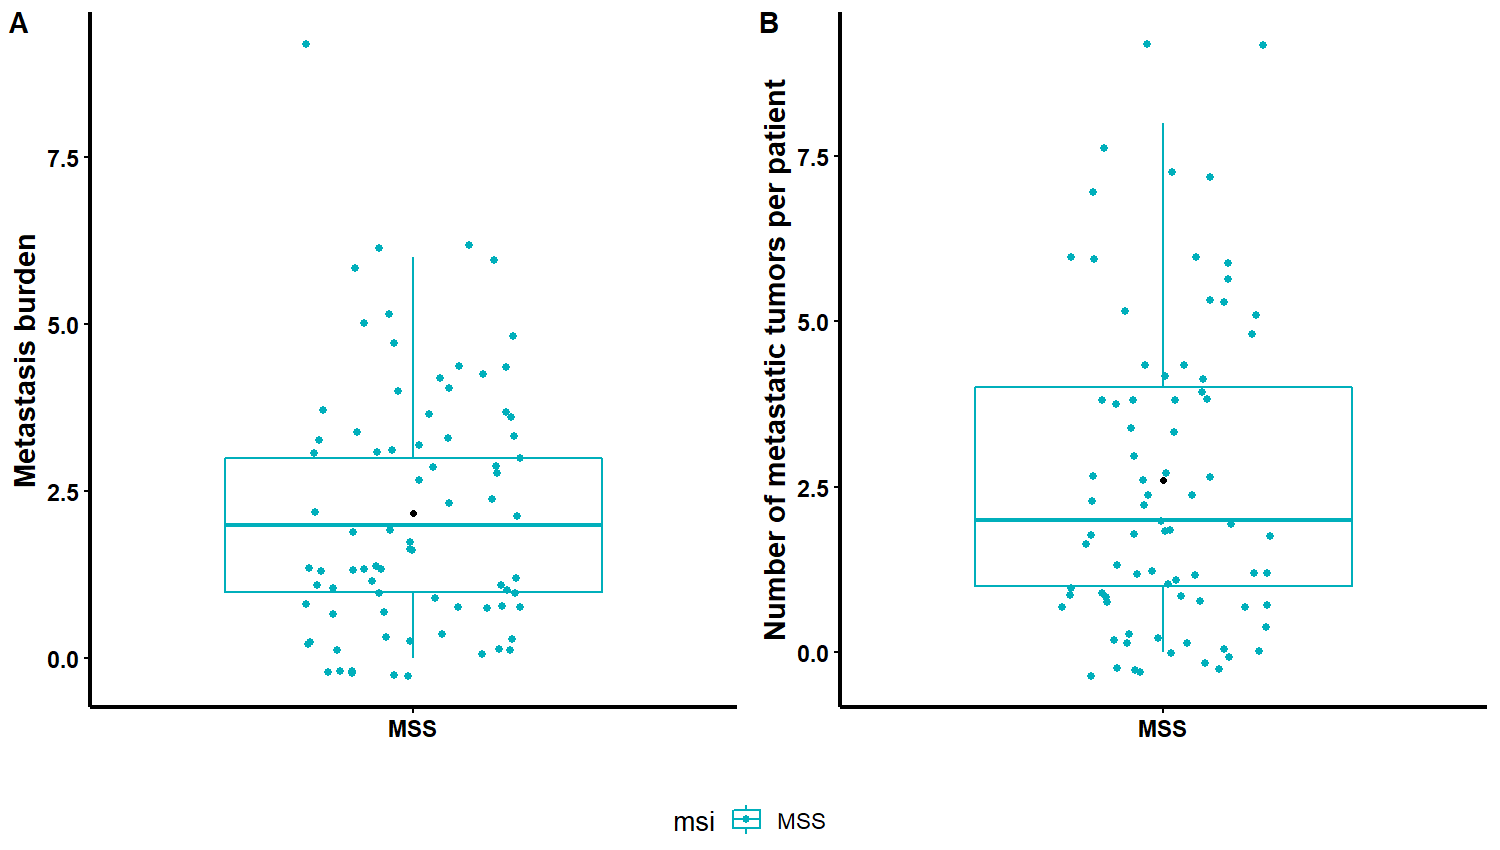 A
Metastasis burden
7.5
5.0
2.5
0.0
MSS
B
Number of metastatic tumors per patient
7.5
5.0
2.5
0.0
MSS
msi MSS